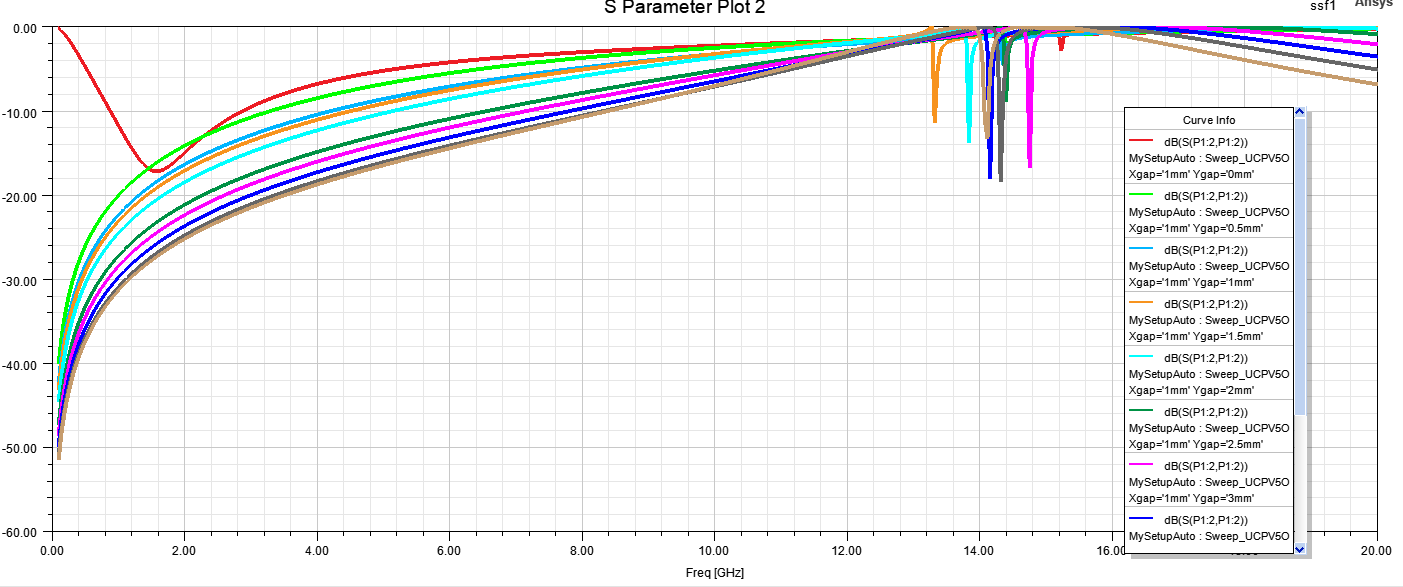 S Parameter Plot 2
ssf1
Ansys
0.00
-10.00
-20.00
-30.00
-40.00
-50.00
-60.00
0.00 2.00 4.00 6.00 8.00 10.00 12.00 14.00 16.00 20.00
Freq [GHz]
Curve Info
dB(S(P1:2,P1:2))
MySetupAuto : Sweep_UCPV5O
Xgap='1mm' Ygap='0mm'
dB(S(P1:2,P1:2))
MySetupAuto : Sweep_UCPV5O
Xgap='1mm' Ygap='0.5mm'
dB(S(P1:2,P1:2))
MySetupAuto : Sweep_UCPV5O
Xgap='1mm' Ygap='1mm'
dB(S(P1:2,P1:2))
MySetupAuto : Sweep_UCPV5O
Xgap='1mm' Ygap='1.5mm'
dB(S(P1:2,P1:2))
MySetupAuto : Sweep_UCPV5O
Xgap='1mm' Ygap='2mm'
dB(S(P1:2,P1:2))
MySetupAuto : Sweep_UCPV5O
Xgap='1mm' Ygap='2.5mm'
dB(S(P1:2,P1:2))
MySetupAuto : Sweep_UCPV5O
Xgap='1mm' Ygap='3mm'
dB(S(P1:2,P1:2))
MySetupAuto : Sweep_UCPV5O